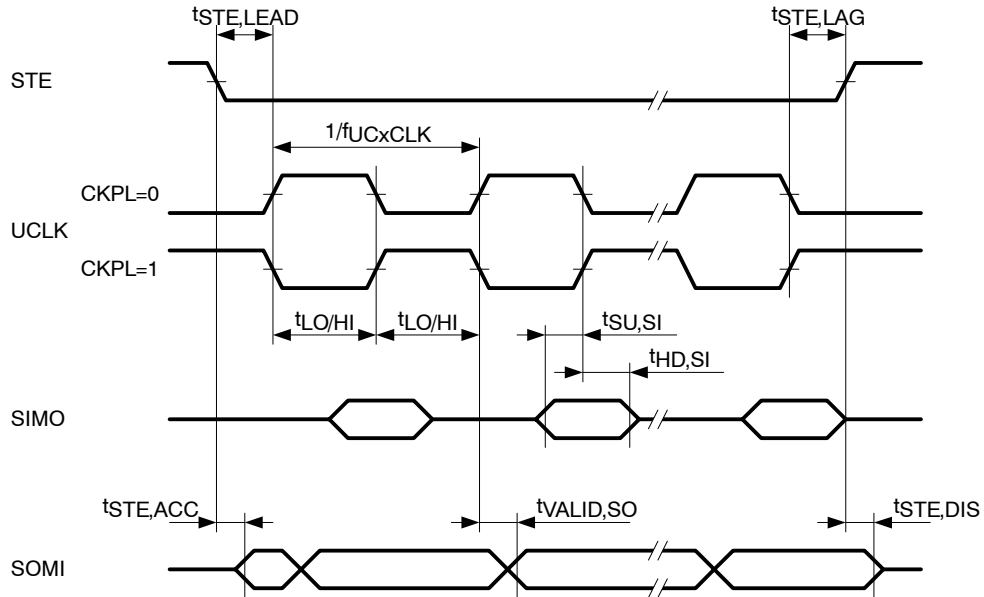 tSTE,LEAD
tSTE,LAG
STE
1/fUCxCLK
CKPL=0
UCLK
CKPL=1
tLO/HI tLO/HI tSU,SI
tHD,SI
SIMO
tSTE,ACC tVALID,SO tSTE,DIS
SOMI